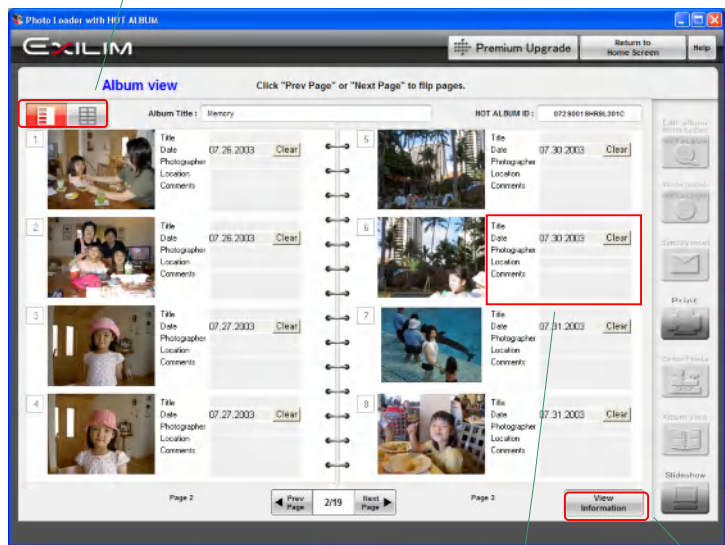 Photo Loader with HOT ALBUM
EXILIM
Premium Upgrade
Return to
Home Screen
Help
Album view
Click "Prev Page" or "Next Page" to flip pages.
Album Title : Memory
HOT ALBUM ID :
1
Title
Date 07.26.2003 Clear
Photographer
Location
Comments
2
Title
Date 07.26.2003 Clear
Photographer
Location
Comments
3
Title
Date 07.27.2003 Clear
Photographer
Location
Comments
4
Title
Date 07.27.2003 Clear
Photographer
Location
Comments
5
Title
Date 07.30.2003 Clear
Photographer
Location
Comments
6
Title
Date 07.30.2003 Clear
Photographer
Location
Comments
7
Title
Date 07.31.2003 Clear
Photographer
Location
Comments
8
Title
Date 07.31.2003 Clear
Photographer
Location
Comments
Edit album
Print
Album View
Slideshow
Page 2
Prev
Page
2/19
Next
Page
Page 3
View
Information